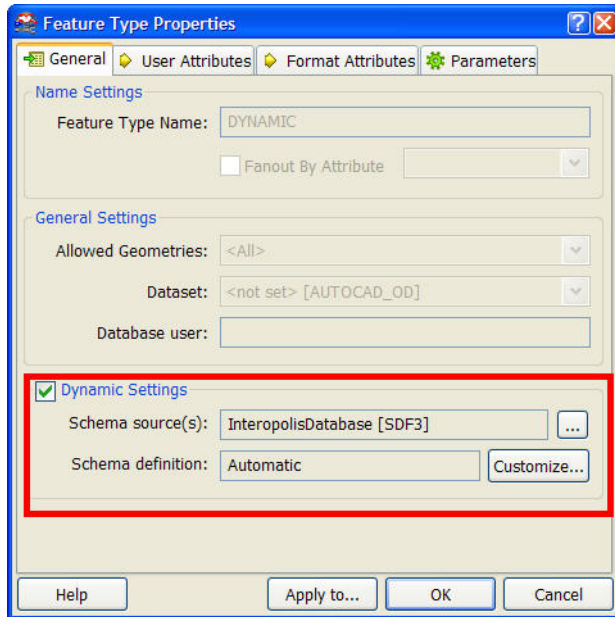 Feature Type Properties
General User Attributes Format Attributes Parameters
Name Settings
Feature Type Name: DYNAMIC
Fanout By Attribute
General Settings
Allowed Geometries: <All>
Dataset: <not set> [AUTOCAD_OD]
Database user:
Dynamic Settings
Schema source(s): InteropolisDatabase [SDF3] ...
Schema definition: Automatic Customize...
Help Apply to... OK Cancel